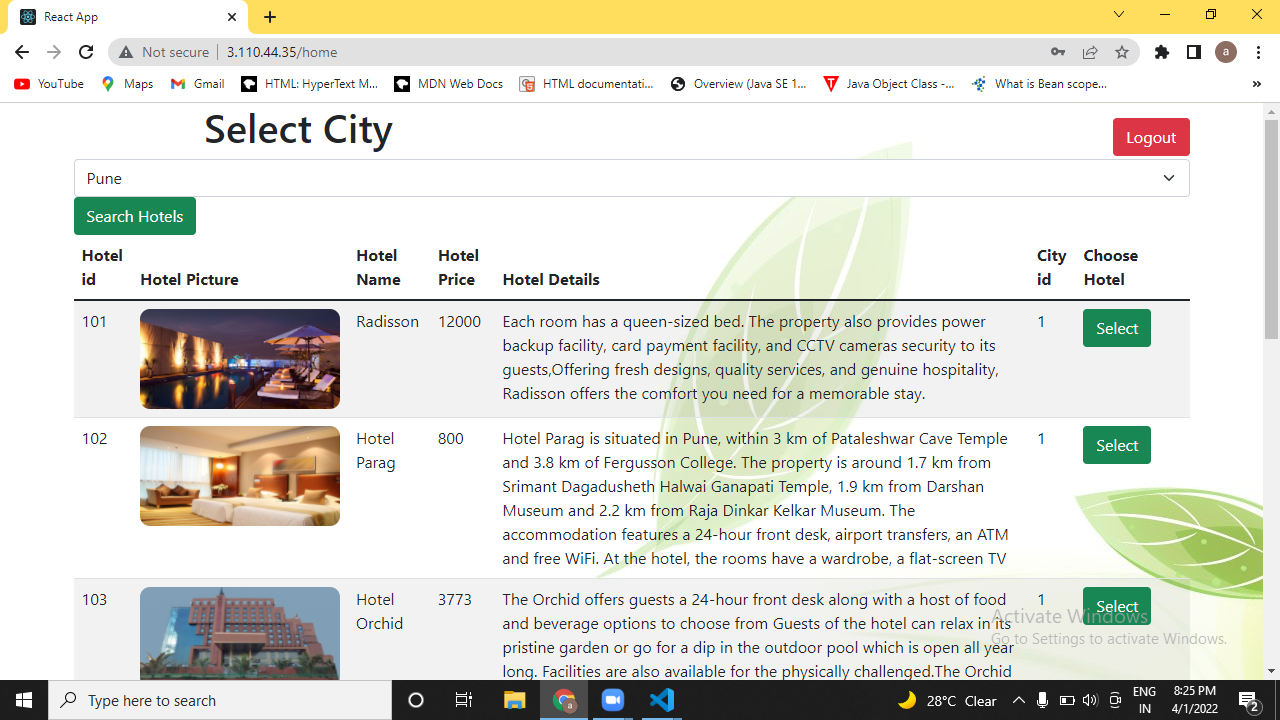 React App
Not secure 3.110.44.35/home
a
YouTube Maps Gmail HTML: HyperText M... MDN Web Docs HTML documentati... Overview (Java SE 1... Java Object Class -... What is Bean scope... »
Select City
Logout
Pune
Search Hotels
Hotel id Hotel Picture Hotel Name Hotel Price Hotel Details City id Choose Hotel
101 Radisson 12000 Each room has a queen-sized bed. The property also provides power 1 Select
backup facility, card payment facility, and CCTV cameras security to its
guests,Offering fresh designs, quality services, and genuine hospitality,
Radisson offers the comfort you need for a memorable stay.
102 Hotel Parag 800 Hotel Parag is situated in Pune, within 3 km of Pataleshwar Cave Temple 1 Select
and 3.8 km of Fergusson College. The property is around 1.7 km from
Srimant Dagadusheth Halwai Ganapati Temple, 1.9 km from Darshan
Museum and 2.2 km from Raja Dinkar Kelkar Museum. The
accommodation features a 24-hour front desk, airport transfers, an ATM
and free WiFi. At the hotel, the rooms have a wardrobe, a flat-screen TV
103 Hotel Orchid 3773 The Orchid offers guests a 24-hour front desk along with a host of food 1 Select
and beverage options to choose from Guests of the hotel can relax in its
pristine garden or go for a dip in the outdoor pool which is open all year
long. Facilities are also available for the physically challenged.The Orchid
Activate Windows
Go to Settings to activate Windows.
Type here to search
a
28°C Clear
ENG
IN
8:25 PM
4/1/2022
2